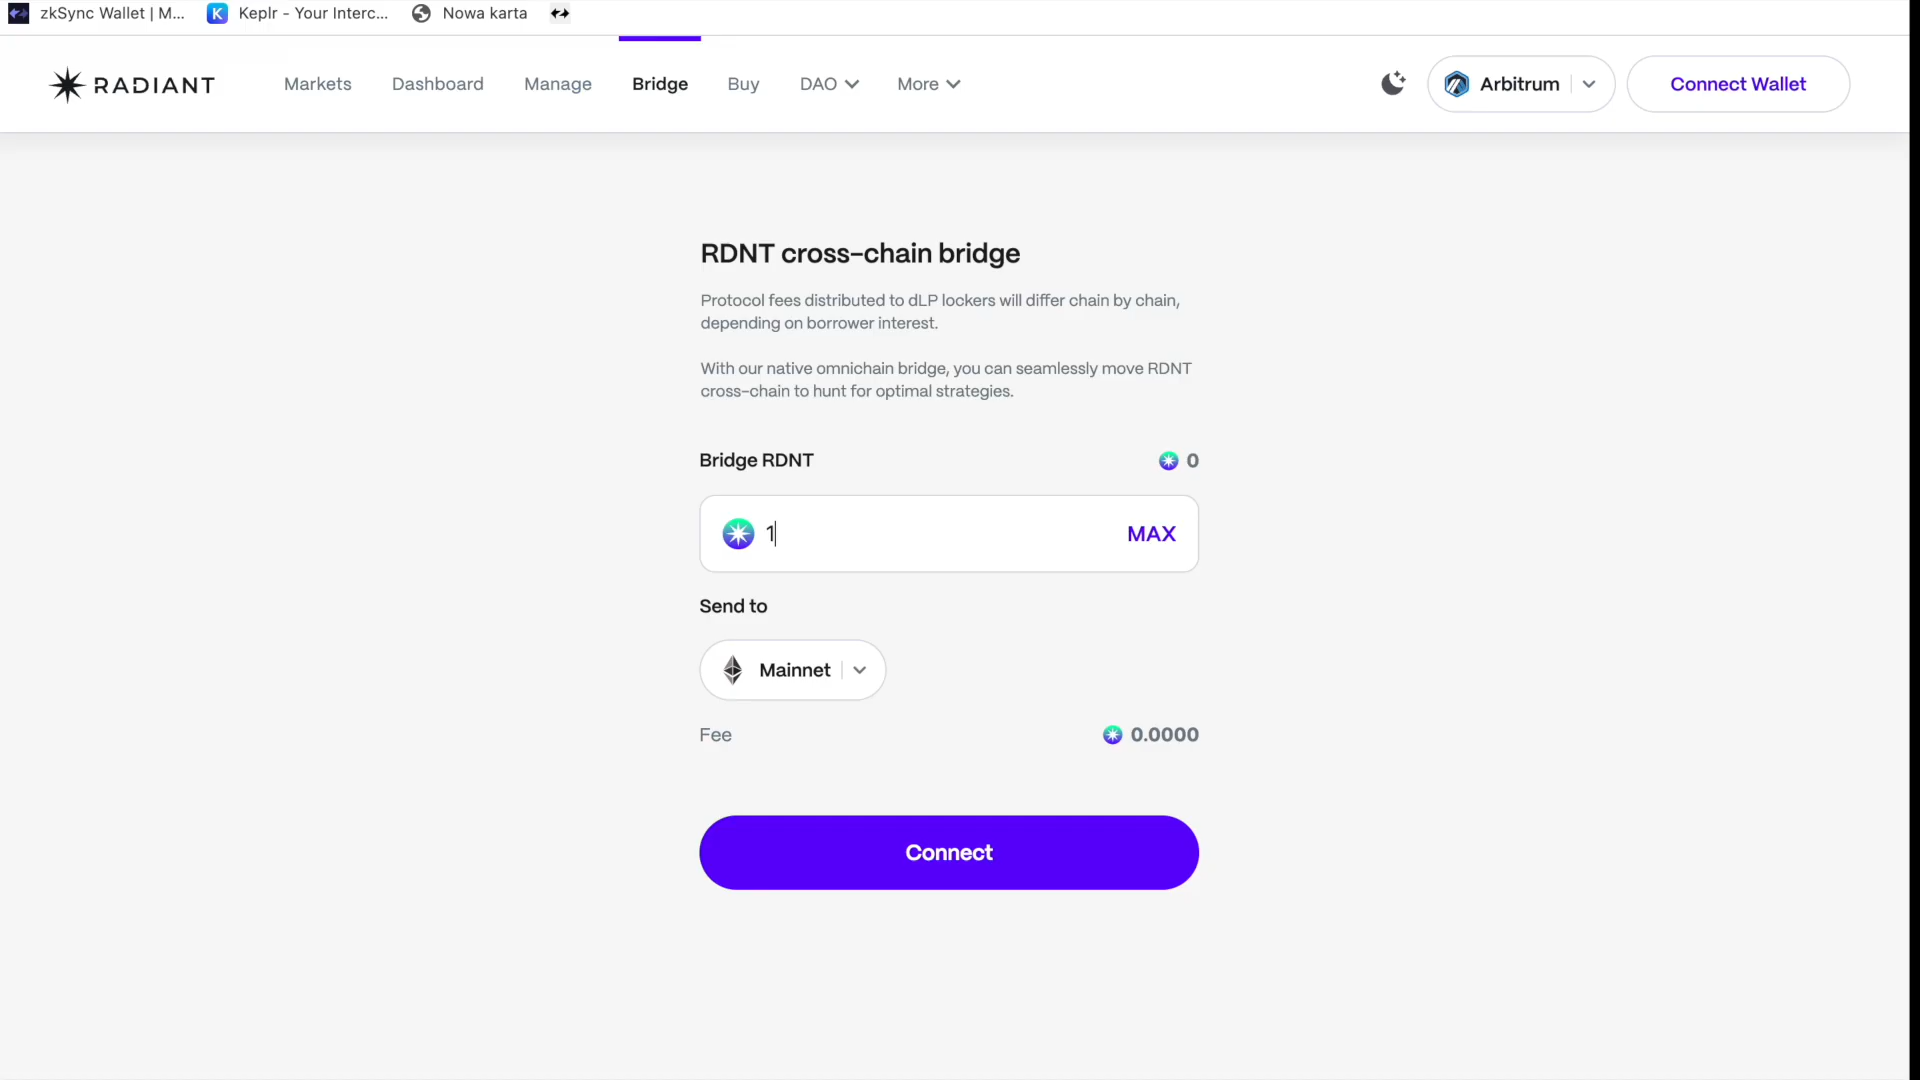 zkSync Wallet | M...
Keplr - Your Interc...
Nowa karta
RADIANT
Markets
Dashboard
Manage
Bridge
Buy
DAO
More
Arbitrum
Connect Wallet
RDNT cross-chain bridge
Protocol fees distributed to dLP lockers will differ chain by chain,
depending on borrower interest.
With our native omnichain bridge, you can seamlessly move RDNT
cross-chain to hunt for optimal strategies.
Bridge RDNT
0
1
MAX
Send to
Mainnet
Fee
0.0000
Connect